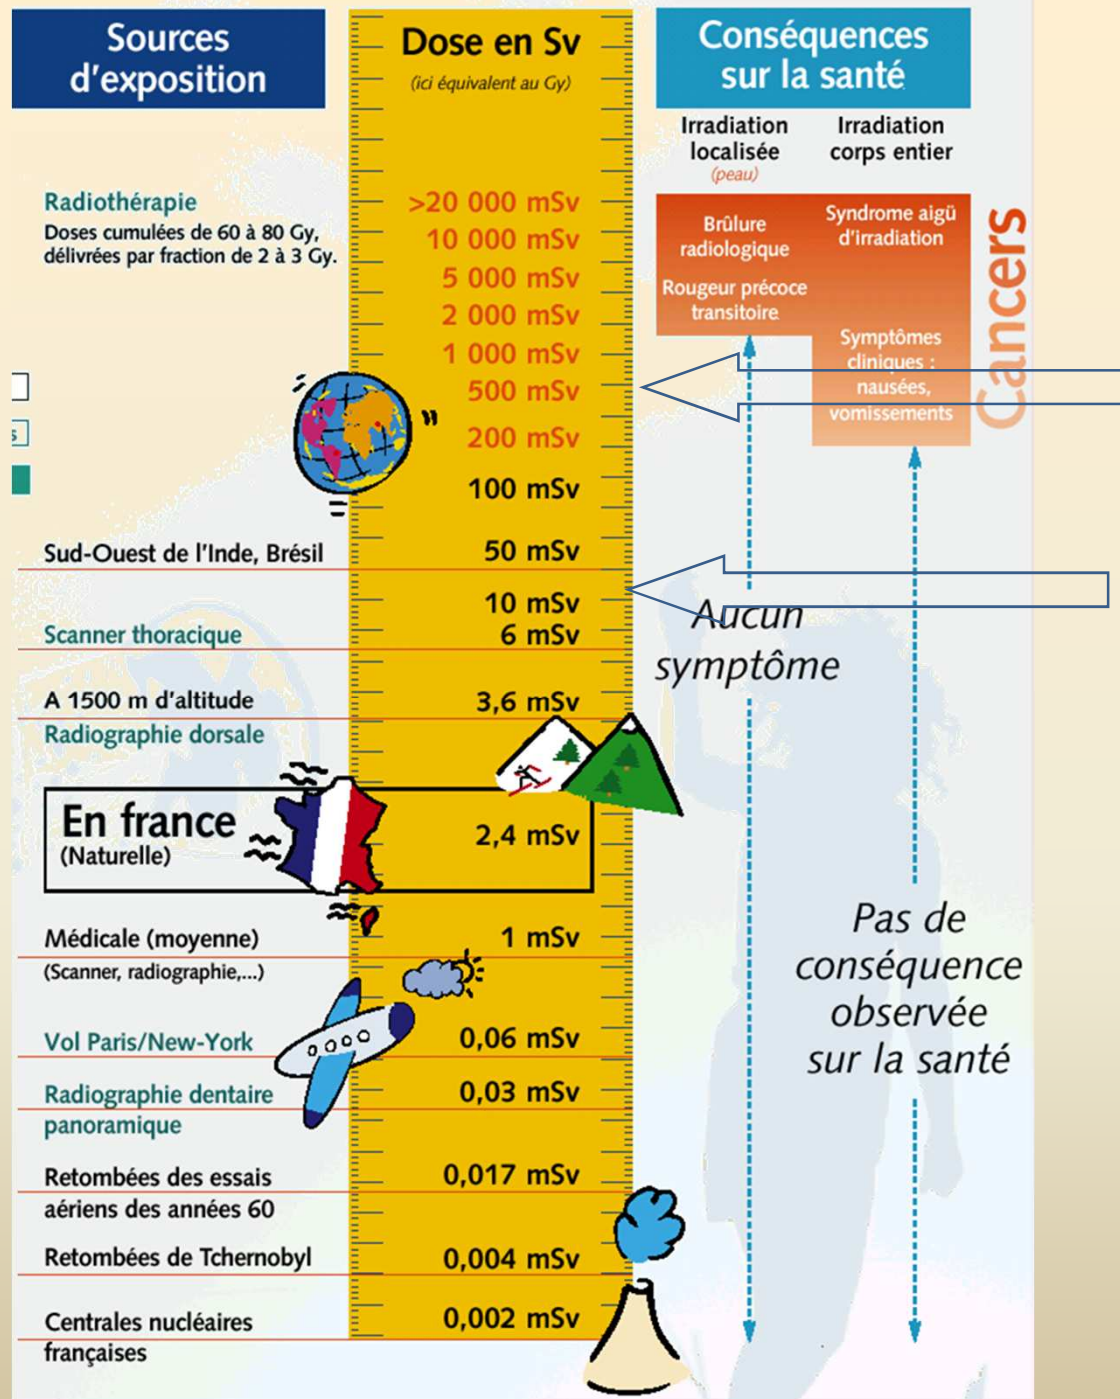 Sources
d'exposition
Dose en Sv
(ici équivalent au Gy)
Conséquences
sur la santé
Irradiation
localisée
(peau)
Irradiation
corps entier
Radiothérapie
Doses cumulées de 60 à 80 Gy,
délivrées par fraction de 2 à 3 Gy.
>20 000 mSv
10 000 mSv
5 000 mSv
2 000 mSv
1 000 mSv
500 mSv
200 mSv
100 mSv
Brûlure
radiologique
Rougeur précoce
transitoire
Syndrome aigü
d'irradiation
Symptômes
cliniques :
nausées,
vomissements
Cancers
s
Sud-Ouest de l'Inde, Brésil
50 mSv
10 mSv
Scanner thoracique
6 mSv
Aucun
symptôme
A 1500 m d'altitude
3,6 mSv
Radiographie dorsale
En france
(Naturelle)
2,4 mSv
Médicale (moyenne)
1 mSv
(Scanner, radiographie,...)
Pas de
conséquence
observée
sur la santé
Vol Paris/New-York
0,06 mSv
Radiographie dentaire
panoramique
0,03 mSv
Retombées des essais
aériens des années 60
0,017 mSv
Retombées de Tchernobyl
0,004 mSv
Centrales nucléaires
françaises
0,002 mSv